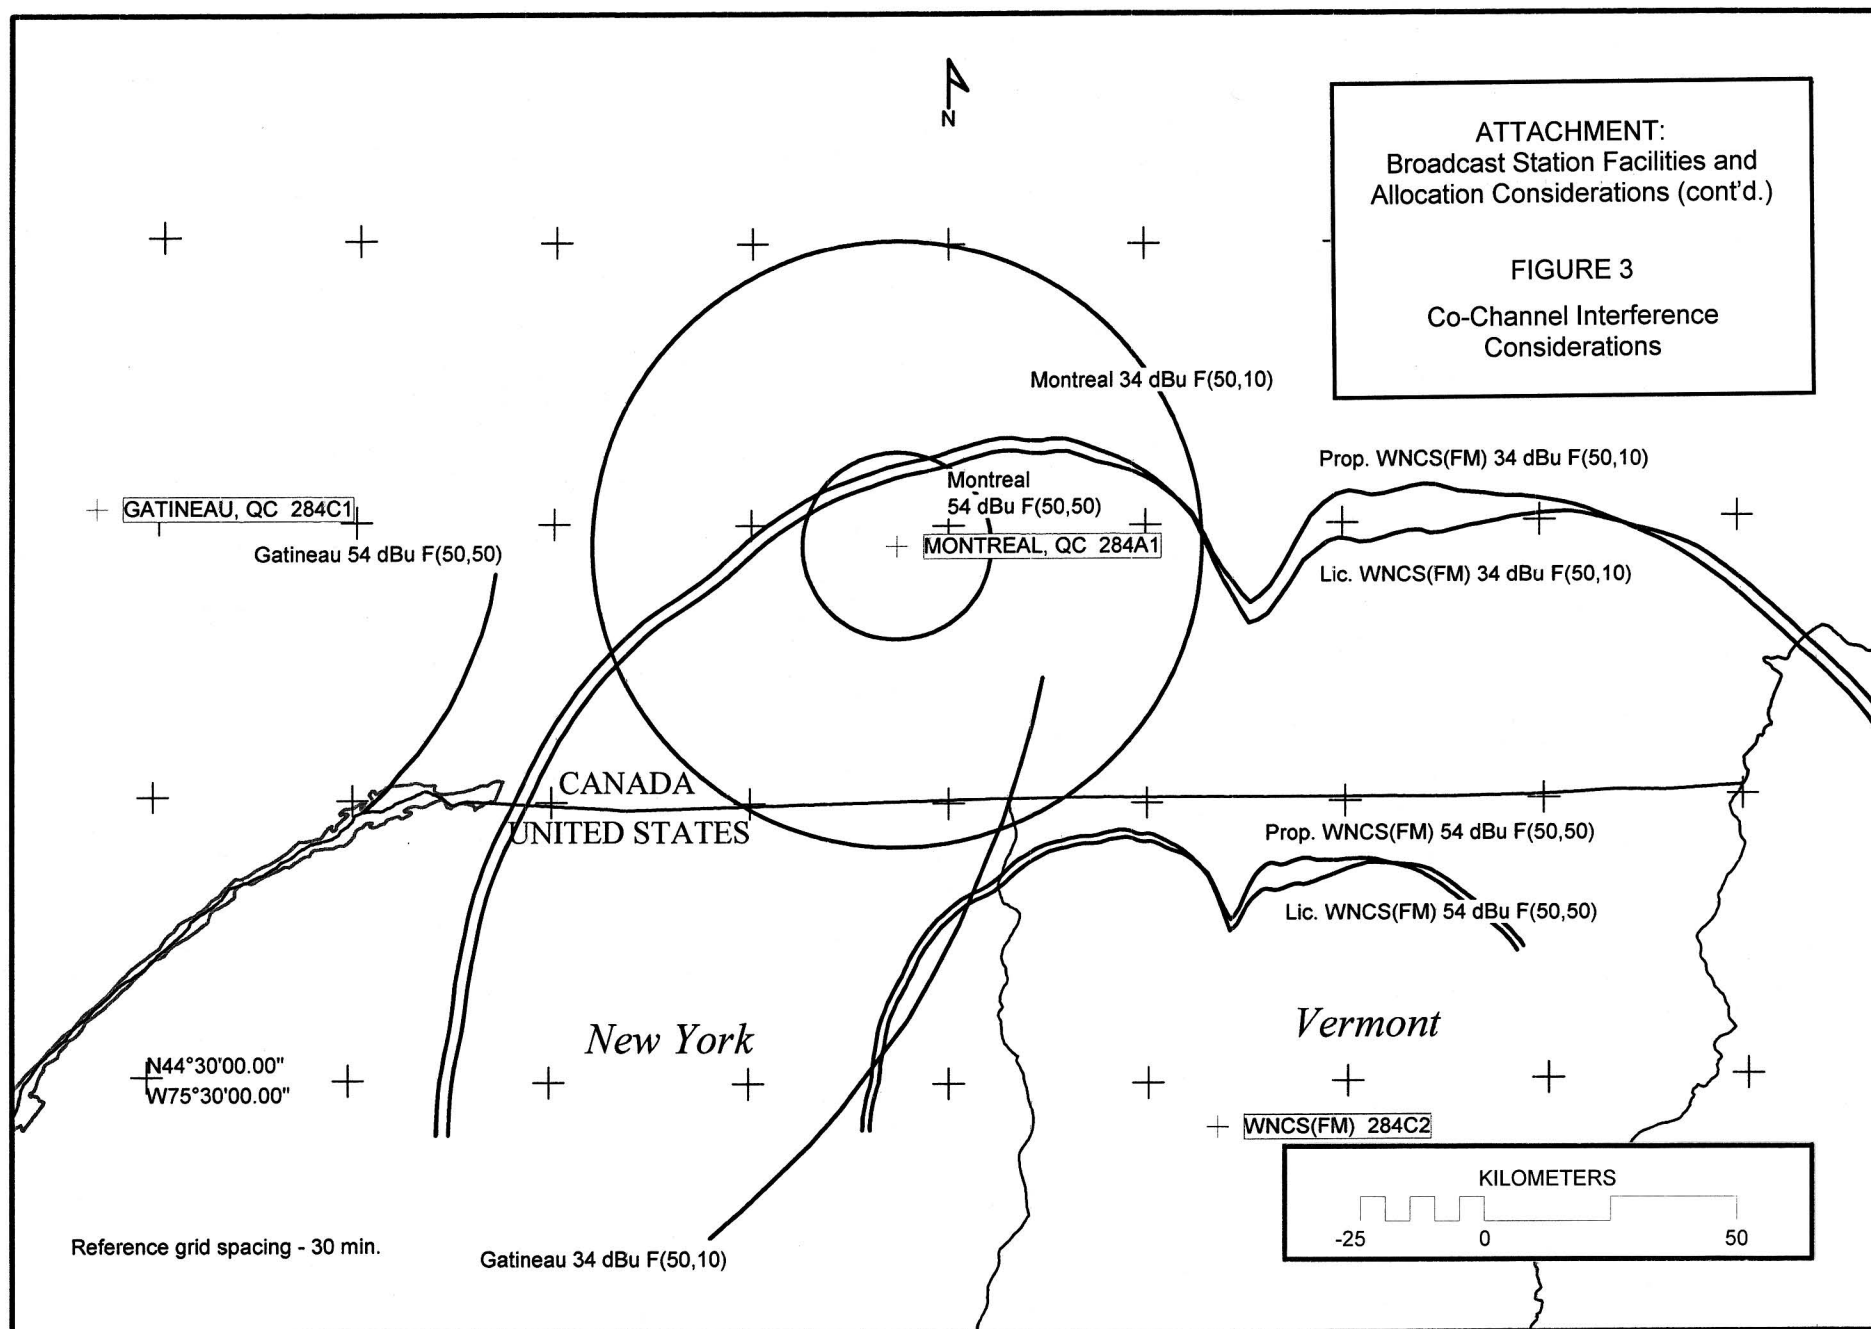 N
ATTACHMENT:
Broadcast Station Facilities and
Allocation Considerations (cont'd.)
FIGURE 3
Co-Channel Interference
Considerations
Montreal 34 dBu F(50,10)
Prop. WNCS(FM) 34 dBu F(50,10)
Montreal
54 dBu F(50,50)
GATINEAU, QC 284C1
Gatineau 54 dBu F(50,50)
MONTREAL, QC 284A1
Lic. WNCS(FM) 34 dBu F(50,10)
CANADA
UNITED STATES
Prop. WNCS(FM) 54 dBu F(50,50)
Lic. WNCS(FM) 54 dBu F(50,50)
New York
Vermont
N44°30'00.00"
W75°30'00.00"
WNCS(FM) 284C2
KILOMETERS
-25 0 50
Reference grid spacing - 30 min.
Gatineau 34 dBu F(50,10)